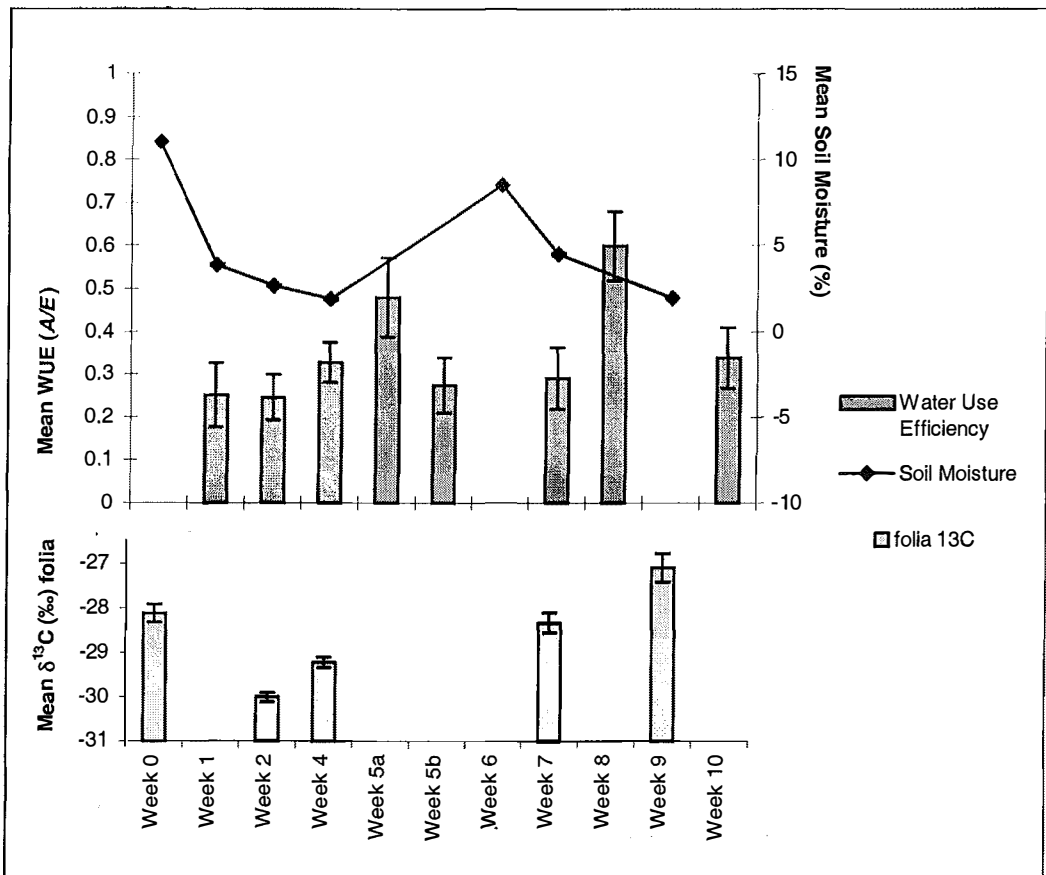 1
0.9
0.8
0.7
0.6
0.5
0.4
0.3
0.2
0.1
0
Mean WUE (A/E)
15
10
5
0
-5
-10
Mean Soil Moisture (%)
Water Use
Efficiency
Soil Moisture
folia 13C
-27
-28
-29
-30
-31
Mean δ¹³C (‰) folia
Week 0
Week 1
Week 2
Week 4
Week 5a
Week 5b
Week 6
Week 7
Week 8
Week 9
Week 10